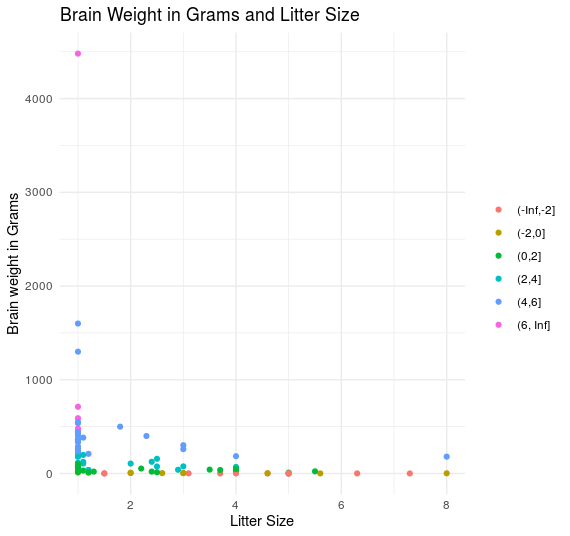 Brain Weight in Grams and Litter Size
Brain weight in Grams
4000
3000
2000
1000
0
2
4
6
8
Litter Size
(-Inf,-2]
(-2,0]
(0,2]
(2,4]
(4,6]
(6, Inf]